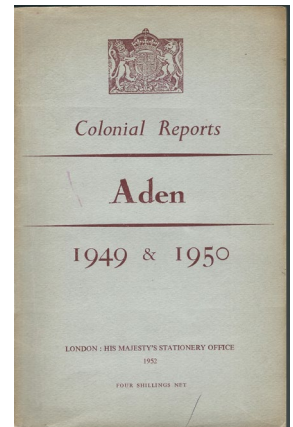 Colonial Reports
Aden
1949 & 1950
LONDON : HIS MAJESTY'S STATIONERY OFFICE
1952
FOUR SHILLINGS NET